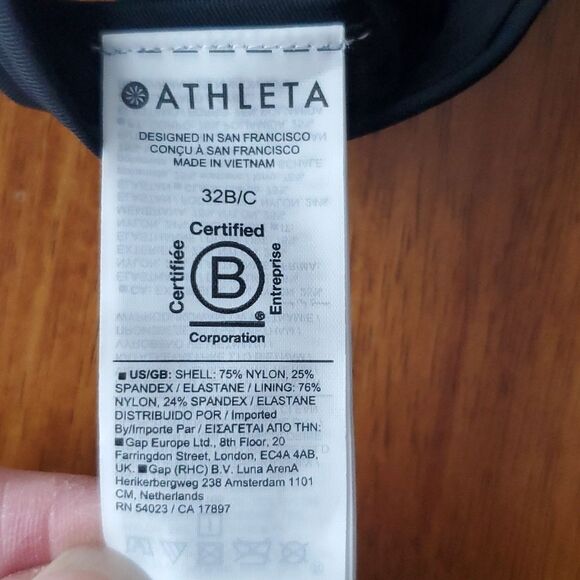 ATHLETA
DESIGNED IN SAN FRANCISCO
CONÇU À SAN FRANCISCO
MADE IN VIETNAM
32B/C
Certified
Certifiée
B
Entreprise
®
Corporation
US/GB: SHELL: 75% NYLON, 25%
SPANDEX / ELASTANE / LINING: 76%
NYLON, 24% SPANDEX / ELASTANE
DISTRIBUIDO POR / Imported
By/Importe Par / ΕΙΣΑΓΕΤΑΙ ΑΠΟ ΤΗΝ:
Gap Europe Ltd., 8th Floor, 20
Farringdon Street, London, EC4A 4AB,
UK. Gap (RHC) B.V. Luna ArenA
Herikerbergweg 238 Amsterdam 1101
CM, Netherlands
RN 54023 / CA 17897